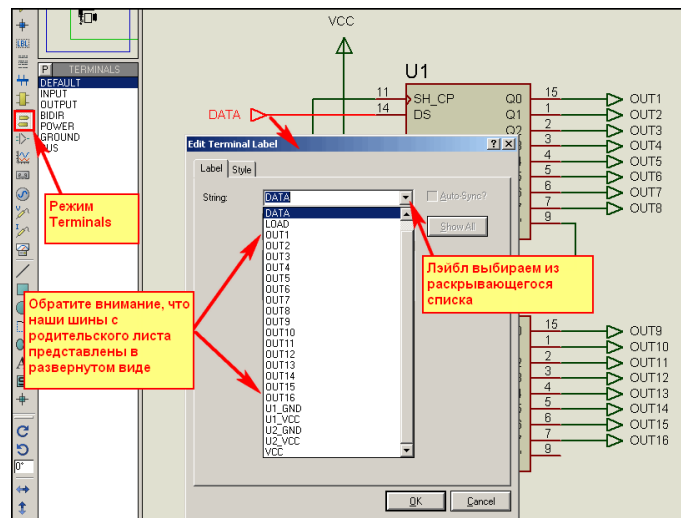 VCC
U1
P TERMINALS
DEFAULT
INPUT
OUTPUT
BIDIR
POWER
GROUND
BUS
LBL
Режим
Terminals
DATA
11
14
SH_CP
DS
Q0
Q1
Q2
15
1
2
3
4
5
6
7
9
OUT1
OUT2
OUT3
OUT4
OUT5
OUT6
OUT7
OUT8
Edit Terminal Label
Label Style
String: DATA
Auto-Sync?
Show All
DATA
LOAD
OUT1
OUT2
OUT3
OUT4
OUT5
OUT6
OUT7
OUT8
OUT9
OUT10
OUT11
OUT12
OUT13
OUT14
OUT15
OUT16
U1_GND
U1_VCC
U2_GND
U2_VCC
VCC
Лэйбл выбираем из
раскрывающегося
списка
Обратите внимание, что
наши шины с
родительского листа
представлены в
развернутом виде
15
1
2
3
4
5
6
7
9
OUT9
OUT10
OUT11
OUT12
OUT13
OUT14
OUT15
OUT16
0°
OK
Cancel